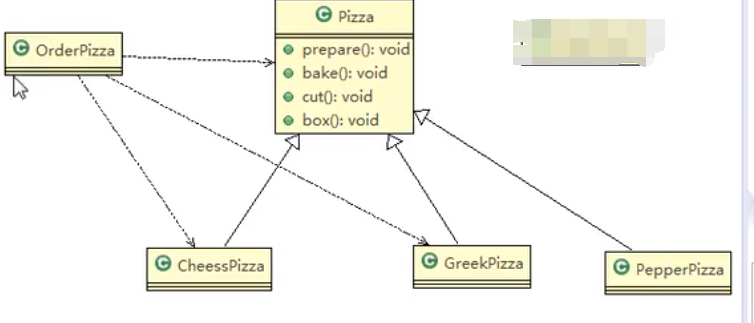 Pizza
OrderPizza
prepare(): void
bake(): void
cut(): void
box(): void
CheessPizza
GreekPizza
PepperPizza